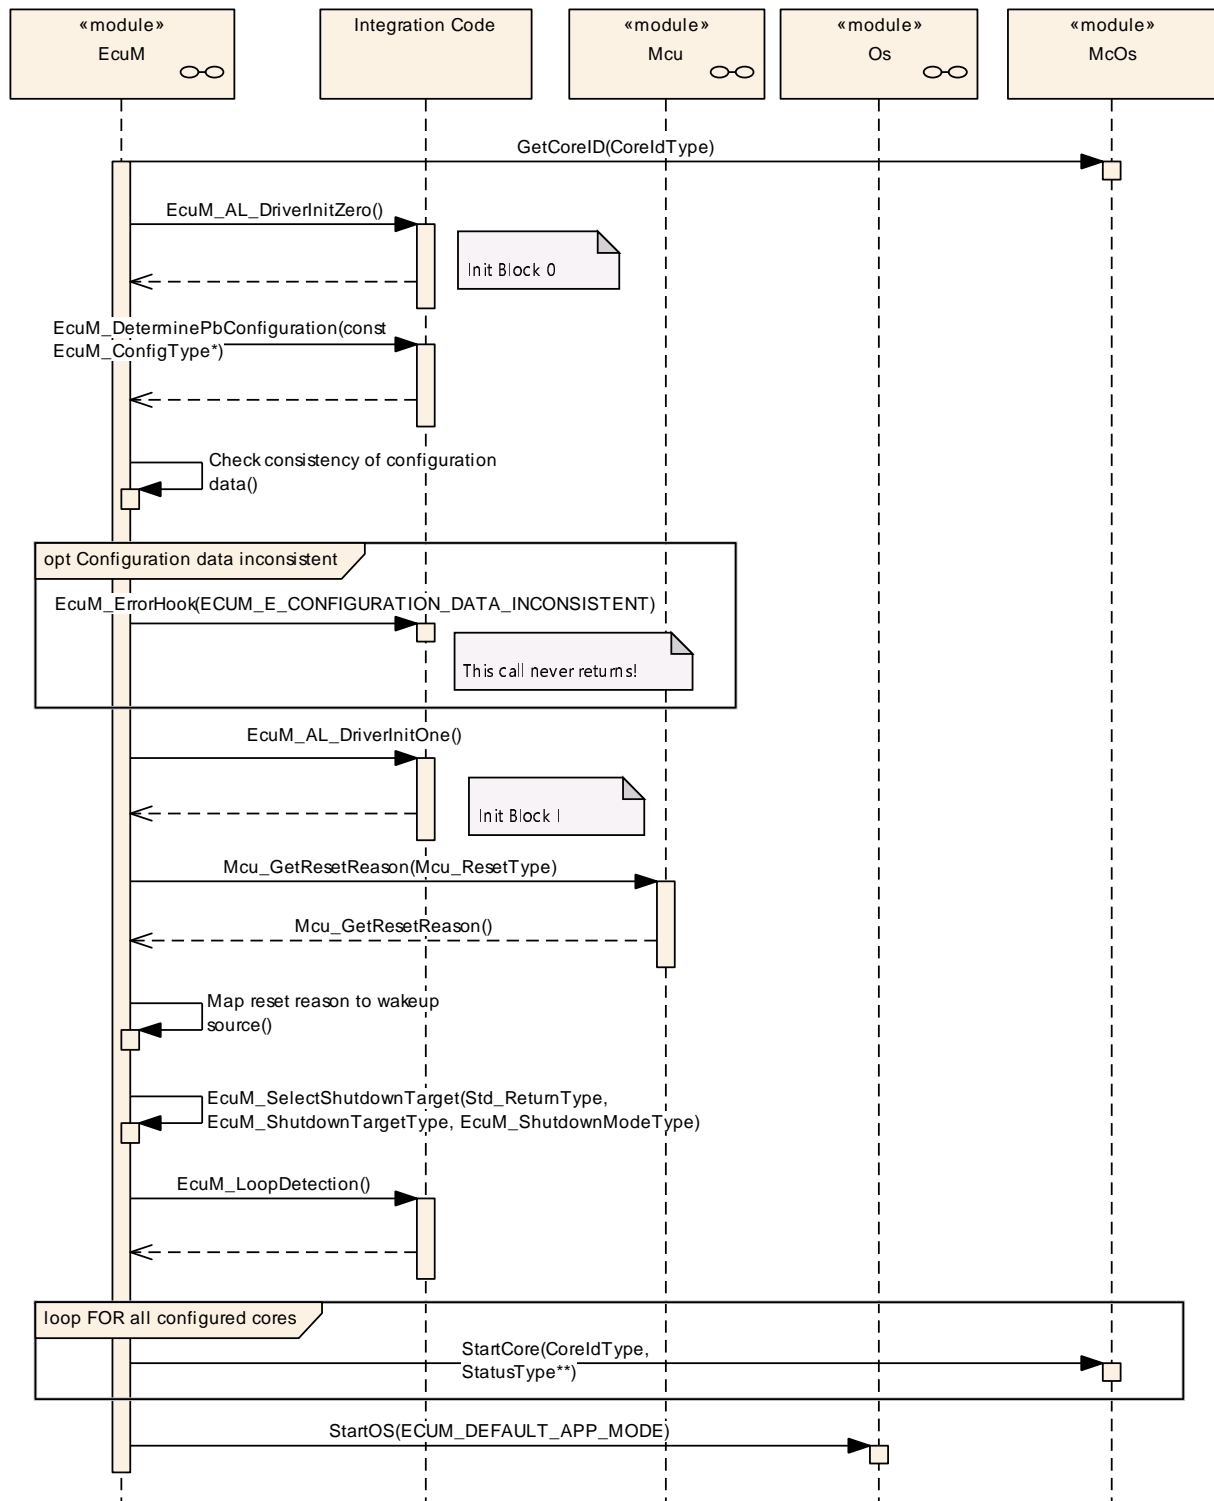 «module»
EcuM
Integration Code
«module»
Mcu
«module»
Os
«module»
McOs
GetCoreID(CoreIdType)
EcuM_AL_DriverInitZero()
Init Block 0
EcuM_DeterminePbConfiguration(const
EcuM_ConfigType*)
Check consistency of configuration
data()
opt Configuration data inconsistent
EcuM_ErrorHook(ECUM_E_CONFIGURATION_DATA_INCONSISTENT)
This call never returns!
EcuM_AL_DriverInitOne()
Init Block I
Mcu_GetResetReason(Mcu_ResetType)
Mcu_GetResetReason()
Map reset reason to wakeup
source()
EcuM_SelectShutdownTarget(Std_ReturnType,
EcuM_ShutdownTargetType, EcuM_ShutdownModeType)
EcuM_LoopDetection()
loop FOR all configured cores
StartCore(CoreIdType,
StatusType**)
StartOS(ECUM_DEFAULT_APP_MODE)